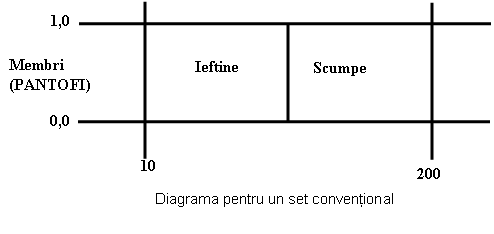 1,0
Membri
(PANTOFI)
Ieftine
Scumpe
0,0
10
200
Diagrama pentru un set convențional